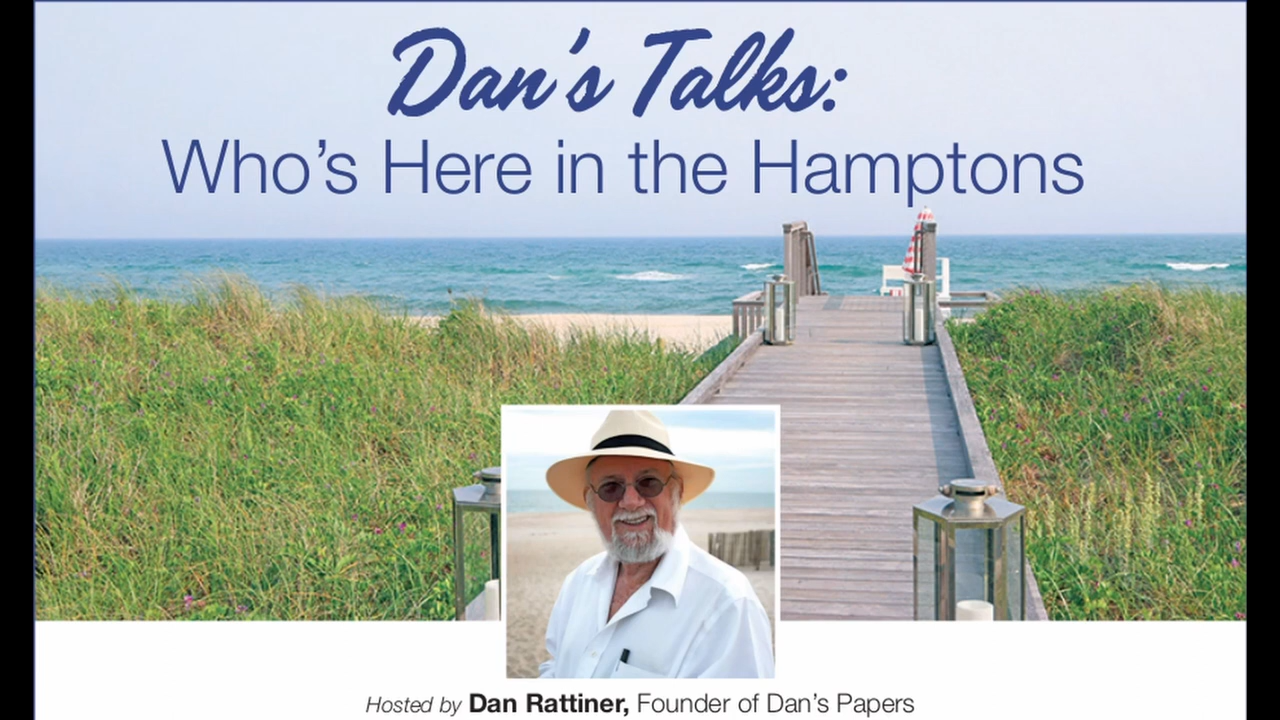 Dan's Talks:
Who's Here in the Hamptons
Hosted by Dan Rattiner, Founder of Dan's Papers